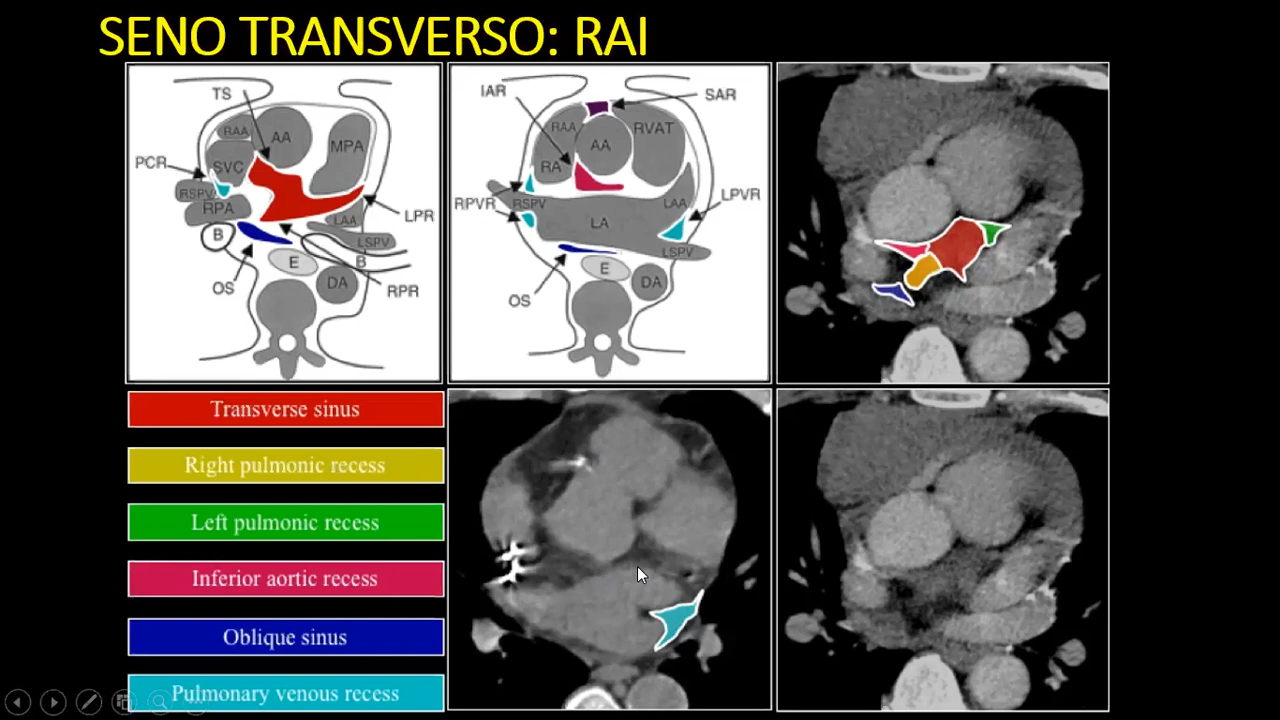 SENO TRANSVERSO: RAI
TS
RAA
AA
MPA
PCR
SVC
RSPV
RPA
LPR
LAA
B
LSPV
B
E
OS
DA
RPR
IAR
SAR
RAA
AA
RVAT
RA
RPVR
RSPV
LAA
LPVR
LA
LSPV
E
DA
OS
Transverse sinus
Right pulmonic recess
Left pulmonic recess
Inferior aortic recess
Oblique sinus
Pulmonary venous recess